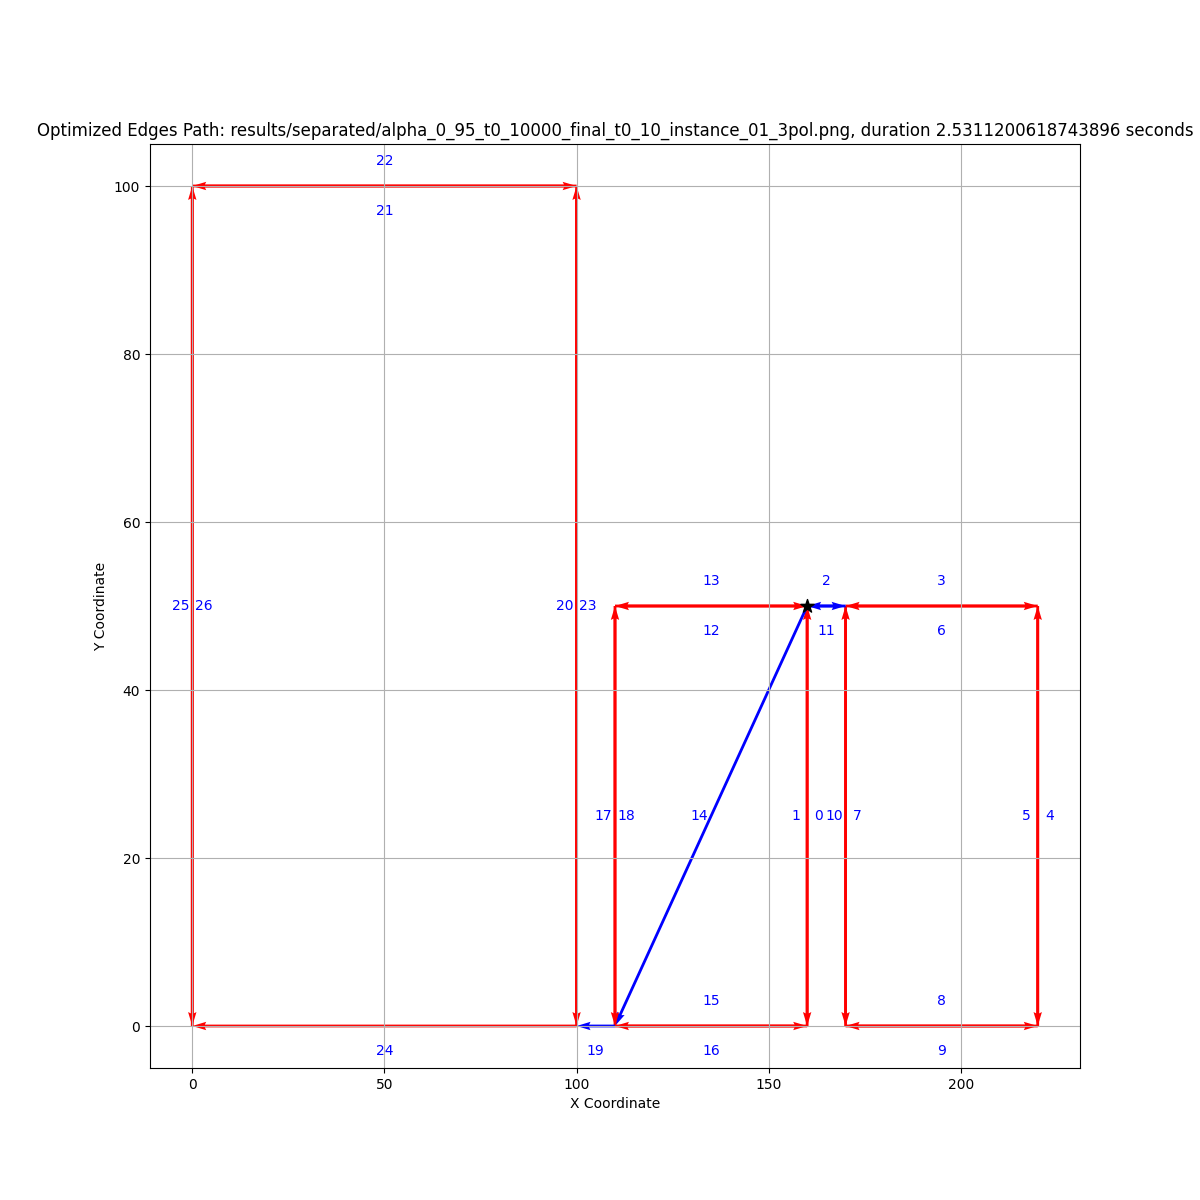 Optimized Edges Path: results/separated/alpha_0_95_t0_10000_final_t0_10_instance_01_3pol.png, duration 2.5311200618743896 seconds
22
100
21
80
60
13 2 3
25 26 20 23
12 11 6
Y Coordinate
40
17 18 14 1 0 10 7 5 4
20
15 8
0
24 19 16 9
0 50 100 150 200
X Coordinate